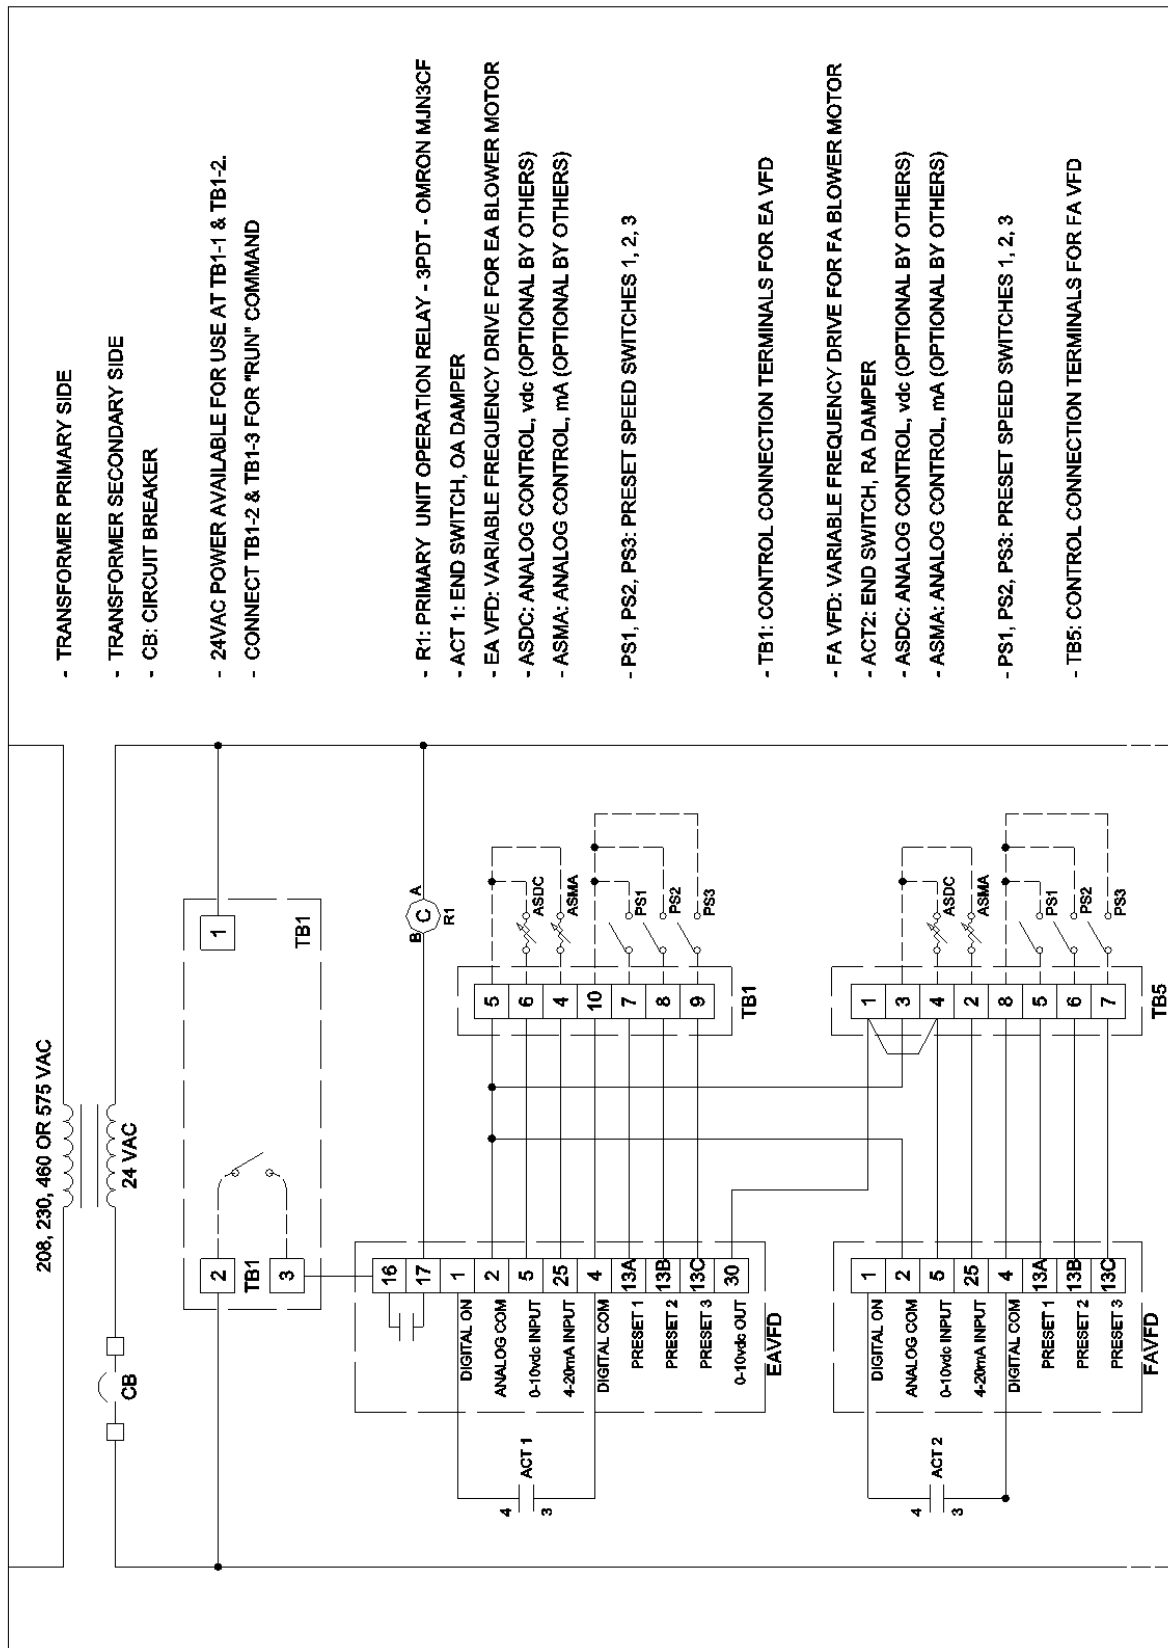 208, 230, 460 OR 575 VAC
- TRANSFORMER PRIMARY SIDE
24 VAC
- TRANSFORMER SECONDARY SIDE
CB
- CB: CIRCUIT BREAKER
2
1
- 24VAC POWER AVAILABLE FOR USE AT TB1-1 & TB1-2.
TB1
- CONNECT TB1-2 & TB1-3 FOR "RUN" COMMAND
3
TB1
16
17
B C A
R1
- R1: PRIMARY UNIT OPERATION RELAY - 3PDT - OMRON MJN3CF
- ACT 1: END SWITCH, OA DAMPER
- EA VFD: VARIABLE FREQUENCY DRIVE FOR EA BLOWER MOTOR
- ASDC: ANALOG CONTROL, vdc (OPTIONAL BY OTHERS)
- ASMA: ANALOG CONTROL, mA (OPTIONAL BY OTHERS)
- PS1, PS2, PS3: PRESET SPEED SWITCHES 1, 2, 3
- TB1: CONTROL CONNECTION TERMINALS FOR EA VFD
4
ACT 1
3
DIGITAL ON 1
ANALOG COM 2
0-10vdc INPUT 5
4-20mA INPUT 25
DIGITAL COM 4
PRESET 1 13A
PRESET 2 13B
PRESET 3 13C
0-10vdc OUT 30
EAVFD
5
6 ASDC
4 ASMA
10
7 PS1
8 PS2
9 PS3
TB1
- FA VFD: VARIABLE FREQUENCY DRIVE FOR FA BLOWER MOTOR
- ACT2: END SWITCH, RA DAMPER
- ASDC: ANALOG CONTROL, vdc (OPTIONAL BY OTHERS)
- ASMA: ANALOG CONTROL, mA (OPTIONAL BY OTHERS)
- PS1, PS2, PS3: PRESET SPEED SWITCHES 1, 2, 3
- TB5: CONTROL CONNECTION TERMINALS FOR FA VFD
4
ACT 2
3
DIGITAL ON 1
ANALOG COM 2
0-10vdc INPUT 5
4-20mA INPUT 25
DIGITAL COM 4
PRESET 1 13A
PRESET 2 13B
PRESET 3 13C
FAVFD
1
3
4 ASDC
2 ASMA
8
5 PS1
6 PS2
7 PS3
TB5